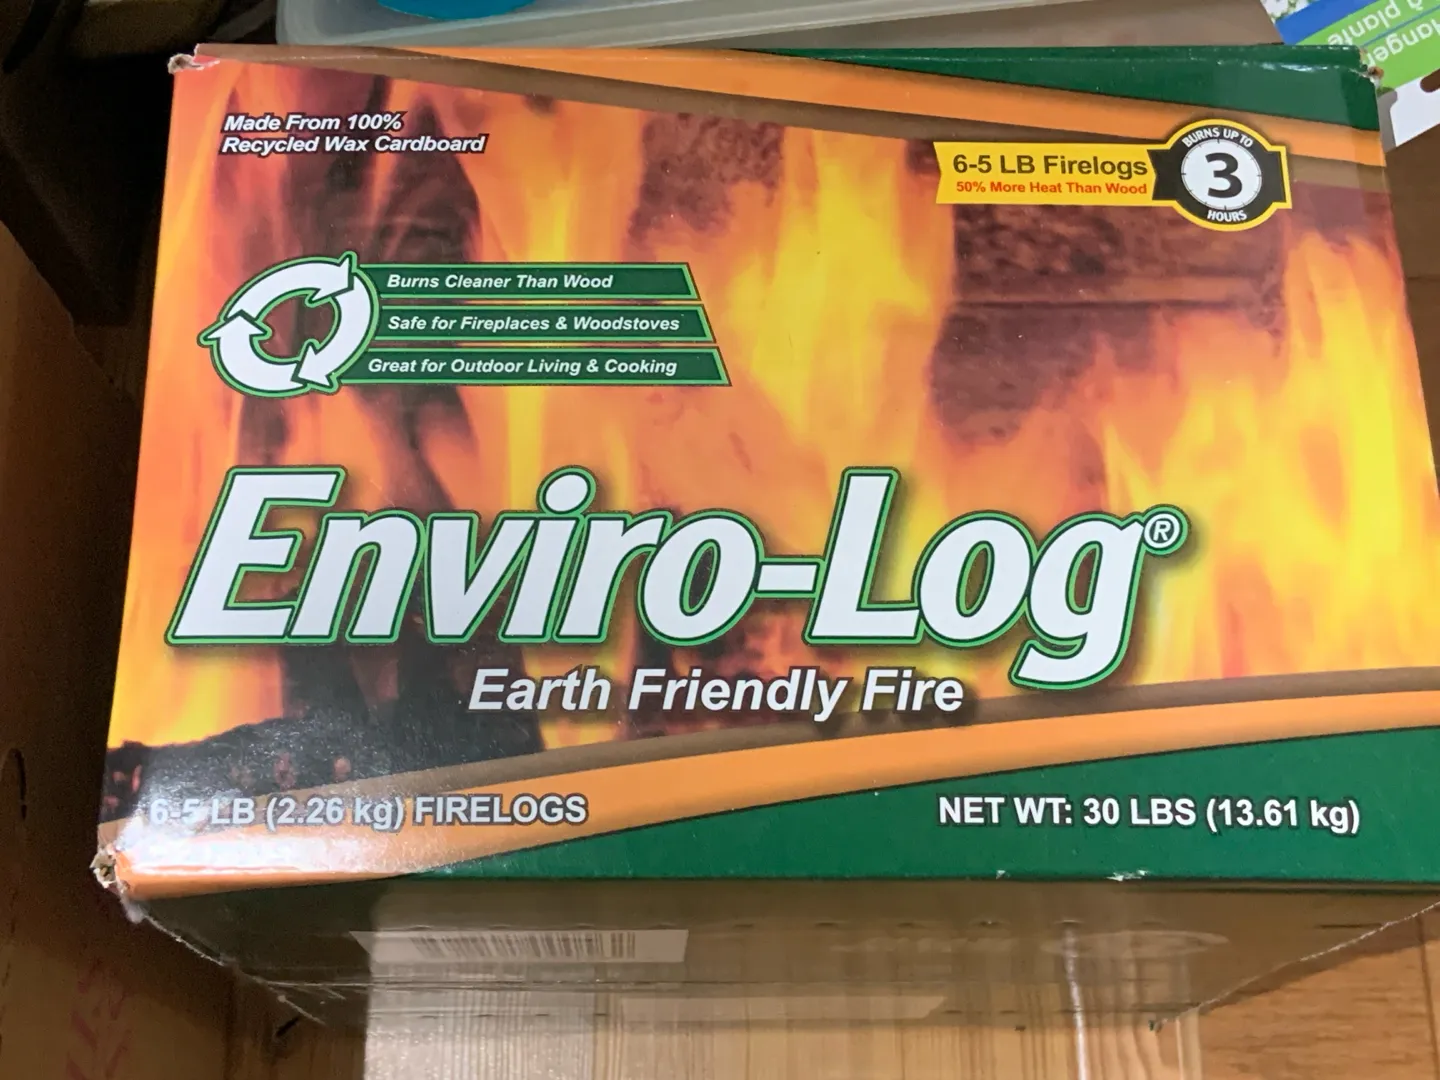 Hanger
à plante
Made From 100%
Recycled Wax Cardboard
6-5 LB Firelogs
50% More Heat Than Wood
BURNS UP TO
3
HOURS
Burns Cleaner Than Wood
Safe for Fireplaces & Woodstoves
Great for Outdoor Living & Cooking
Enviro-Log®
Earth Friendly Fire
6-5 LB (2.26 kg) FIRELOGS
NET WT: 30 LBS (13.61 kg)